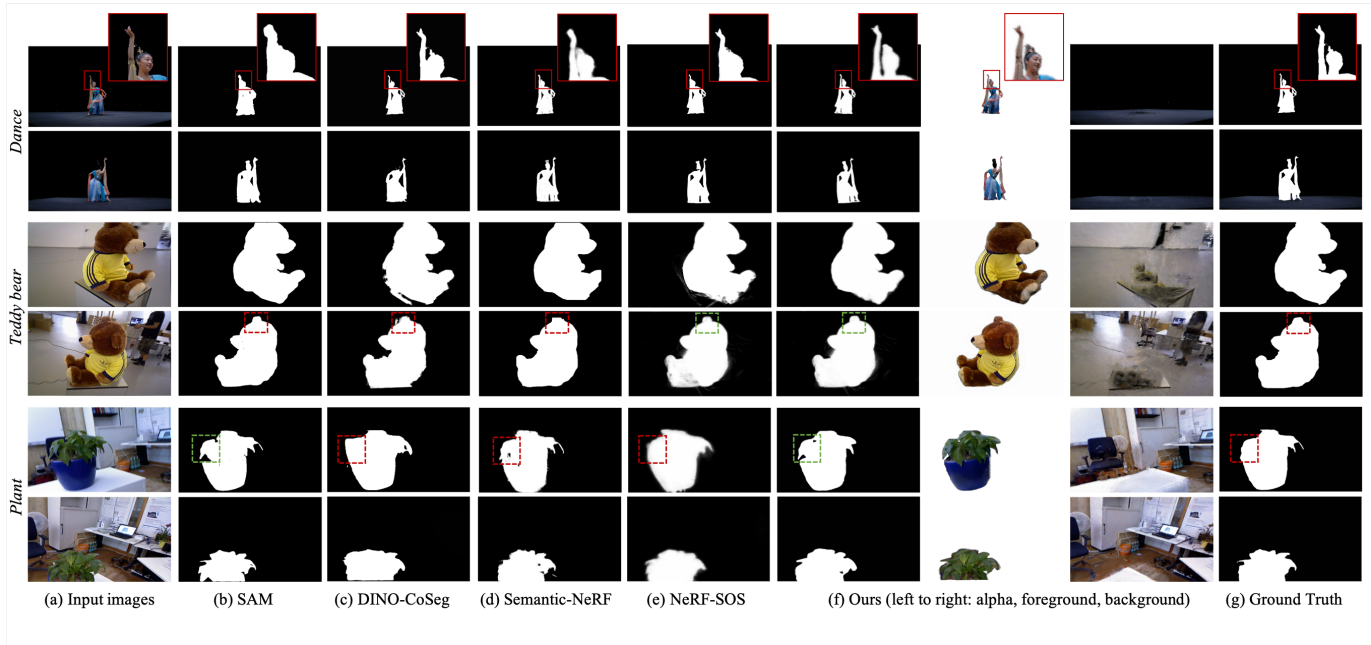 Dance
Teddy bear
Plant
(a) Input images
(b) SAM
(c) DINO-CoSeg
(d) Semantic-NeRF
(e) NeRF-SOS
(f) Ours (left to right: alpha, foreground, background)
(g) Ground Truth